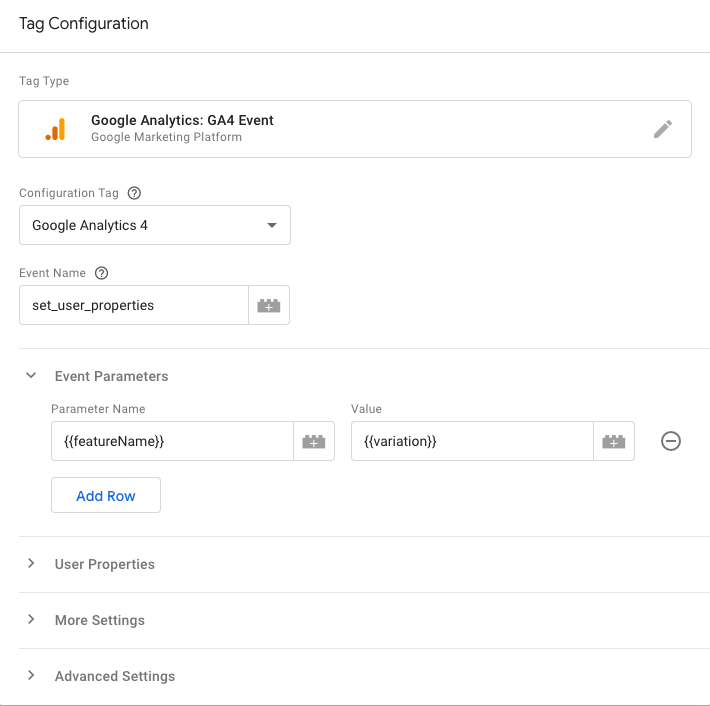 Tag Configuration
Tag Type
Google Analytics: GA4 Event
Google Marketing Platform
Configuration Tag
Google Analytics 4
Event Name
set_user_properties
Event Parameters
Parameter Name Value
{{featureName}} {{variation}}
Add Row
User Properties
More Settings
Advanced Settings